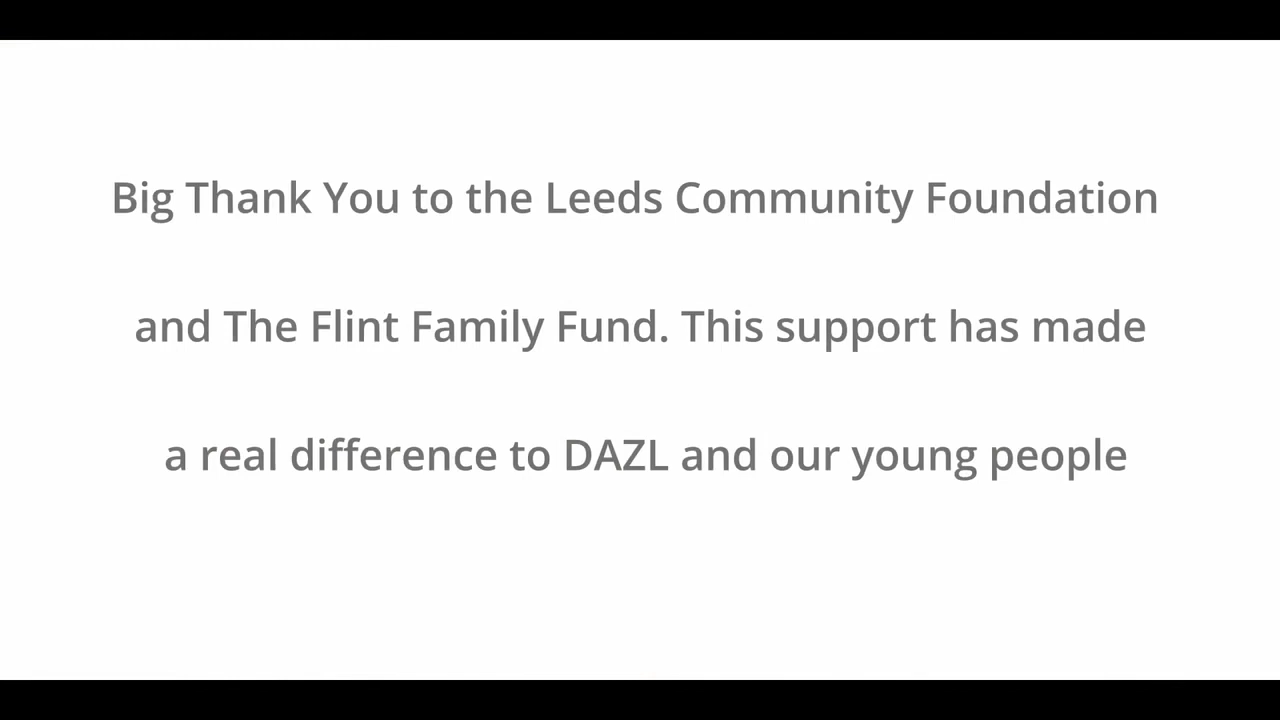 Big Thank You to the Leeds Community Foundation
and The Flint Family Fund. This support has made
a real difference to DAZL and our young people